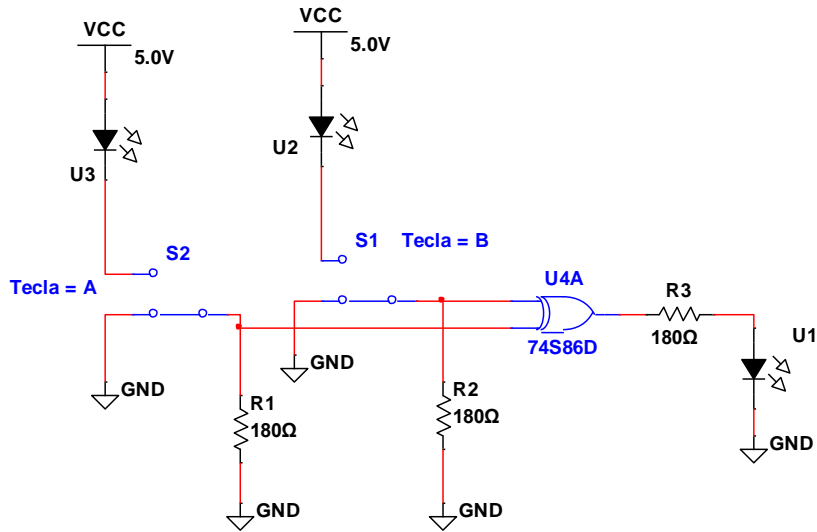 VCC
5.0V
VCC
5.0V
U3
U2
S2
S1
Tecla = B
Tecla = A
U4A
74S86D
R3
180Ω
U1
GND
GND
R1
180Ω
R2
180Ω
GND
GND
GND